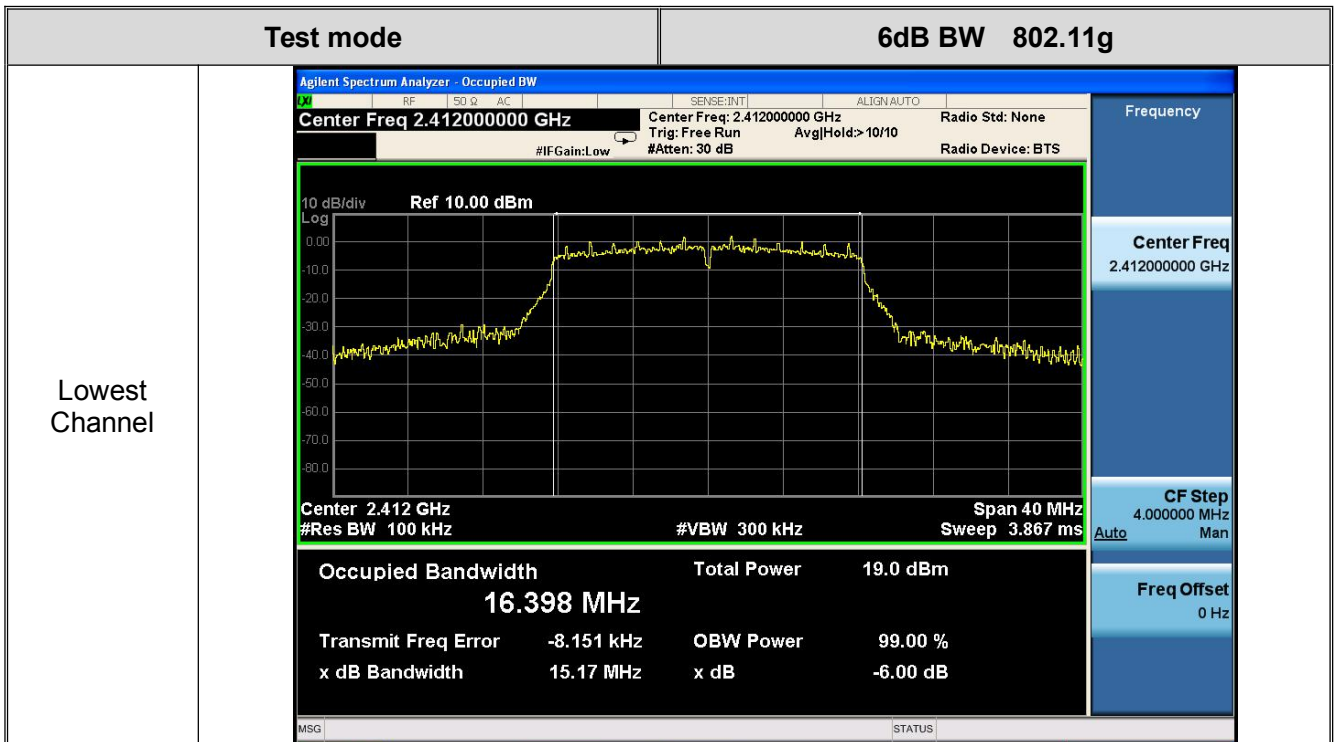 Test mode
6dB BW 802.11g
Lowest
Channel
Agilent Spectrum Analyzer - Occupied BW
LXI
RF
50 Ω AC
SENSE:INT
ALIGN AUTO
Center Freq 2.412000000 GHz
#IFGain:Low
Center Freq: 2.412000000 GHz
Trig: Free Run
Avg|Hold:>10/10
#Atten: 30 dB
Radio Std: None
Radio Device: BTS
10 dB/div
Ref 10.00 dBm
Log
0.00
-10.0
-20.0
-30.0
-40.0
-50.0
-60.0
-70.0
-80.0
Center 2.412 GHz
Span 40 MHz
#Res BW 100 kHz
#VBW 300 kHz
Sweep 3.867 ms
Occupied Bandwidth
16.398 MHz
Total Power
19.0 dBm
Transmit Freq Error
-8.151 kHz
OBW Power
99.00 %
x dB Bandwidth
15.17 MHz
x dB
-6.00 dB
MSG
STATUS
Frequency
Center Freq
2.412000000 GHz
CF Step
4.000000 MHz
Auto
Man
Freq Offset
0 Hz